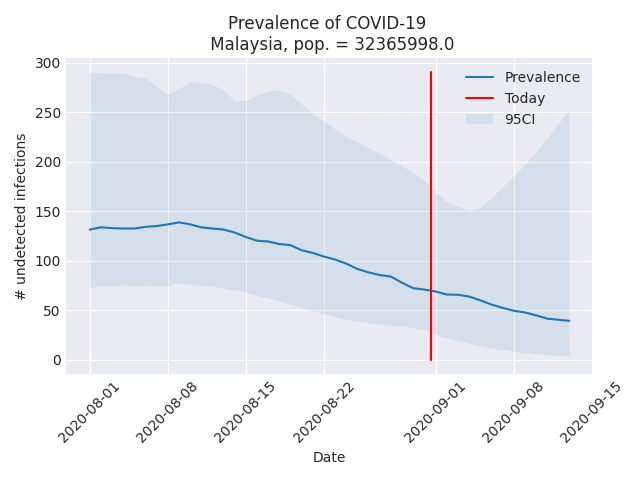 Prevalence of COVID-19
Malaysia, pop. = 32365998.0
300
250
200
150
100
50
0
# undetected infections
Prevalence
Today
95CI
2020-08-01
2020-08-08
2020-08-15
2020-08-22
2020-09-01
2020-09-08
2020-09-15
Date